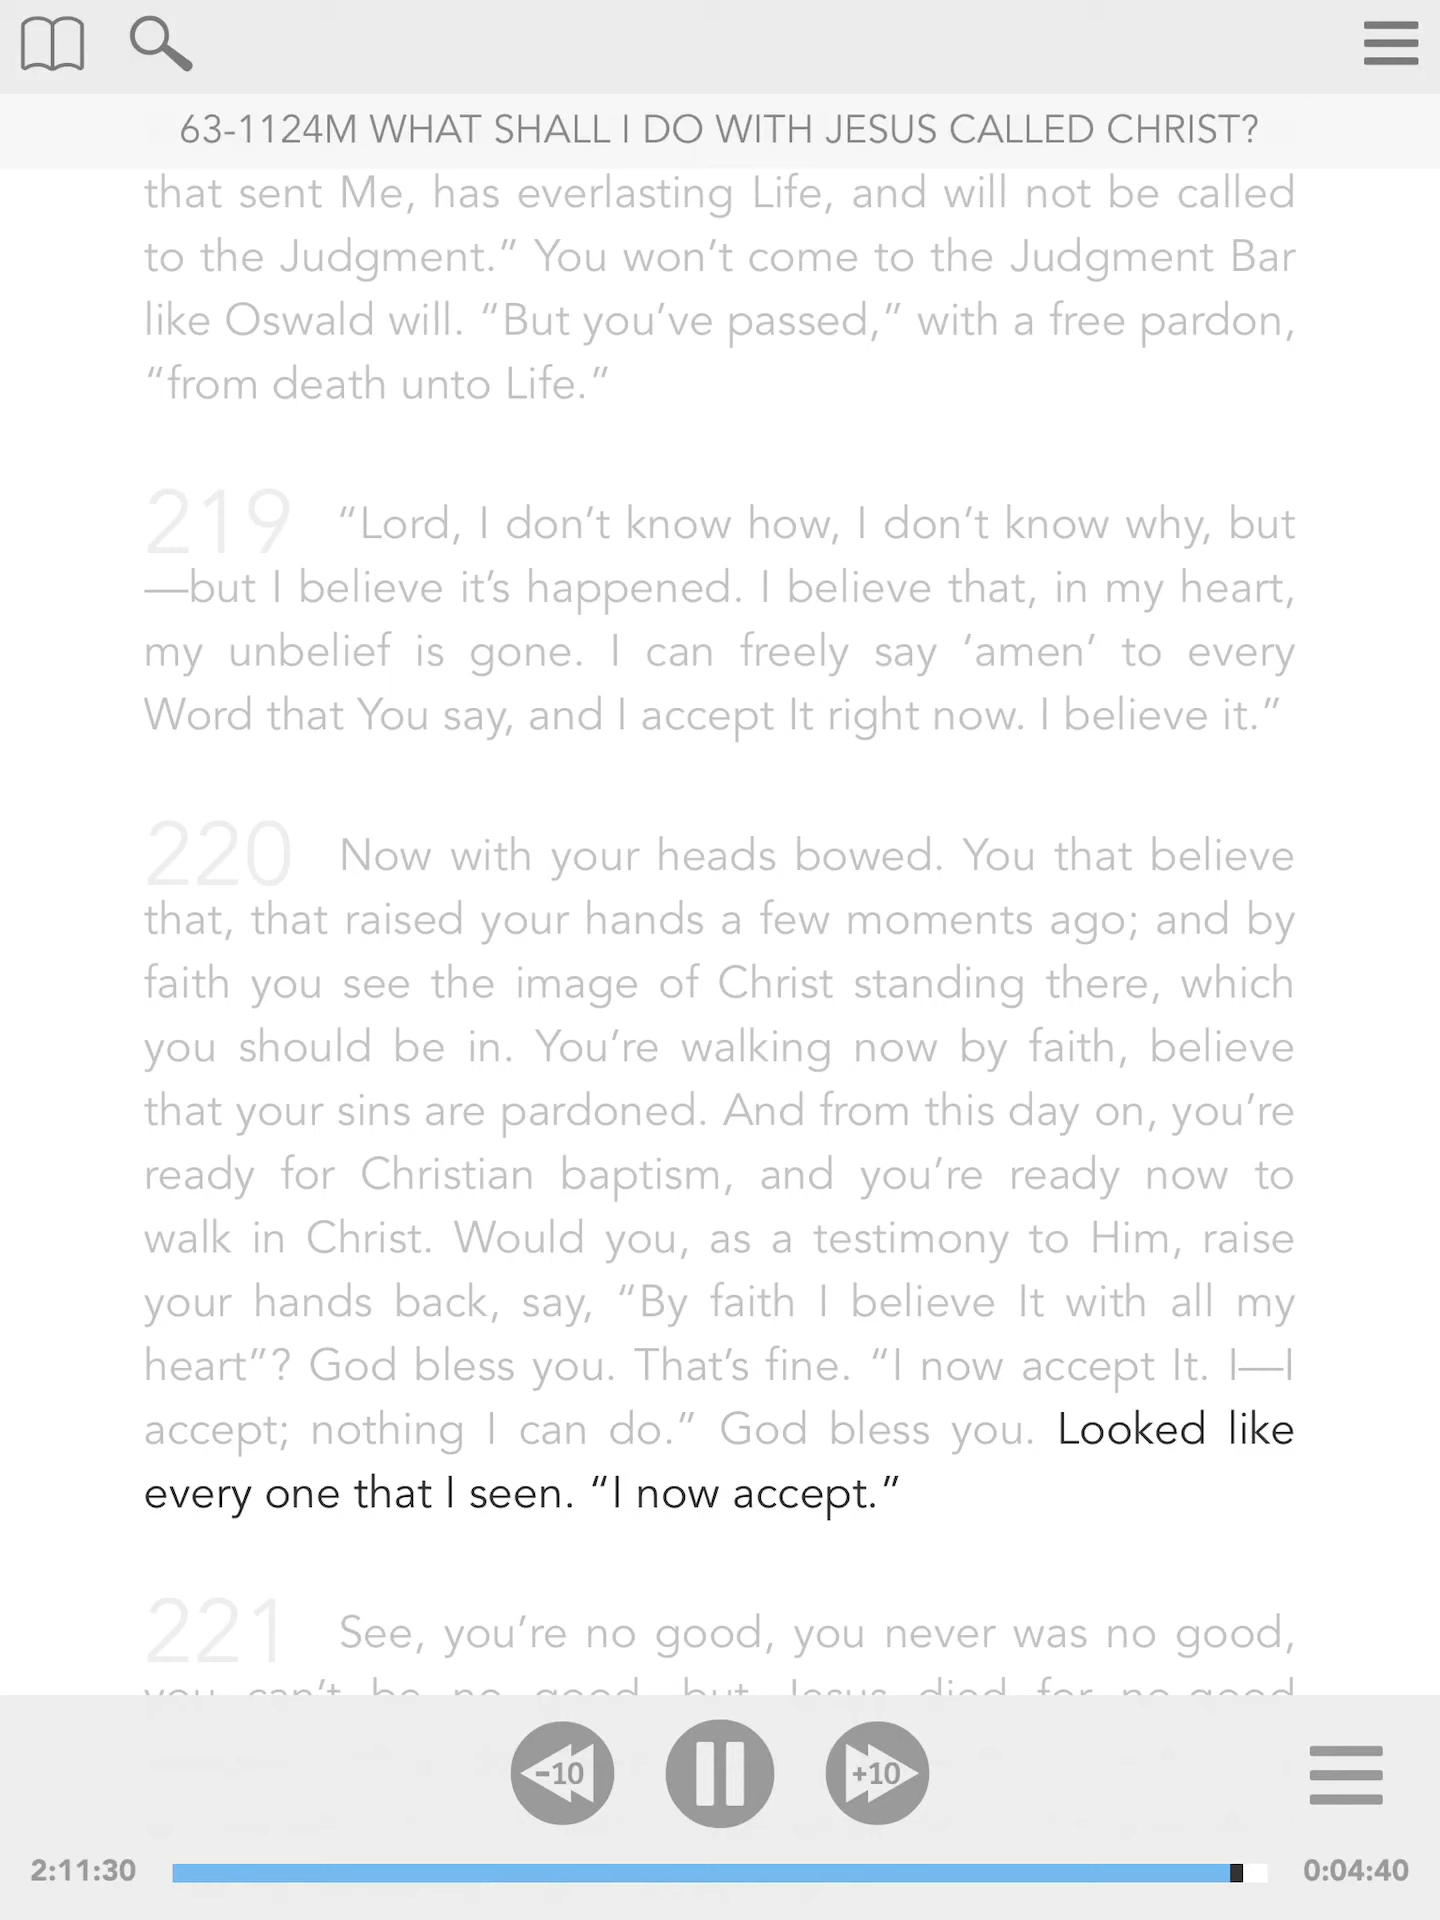 63-1124M WHAT SHALL I DO WITH JESUS CALLED CHRIST?
that sent Me, has everlasting Life, and will not be called
to the Judgment.” You won’t come to the Judgment Bar
like Oswald will. “But you’ve passed,” with a free pardon,
“from death unto Life.”
219 “Lord, I don’t know how, I don’t know why, but
—but I believe it’s happened. I believe that, in my heart,
my unbelief is gone. I can freely say ‘amen’ to every
Word that You say, and I accept It right now. I believe it.”
220 Now with your heads bowed. You that believe
that, that raised your hands a few moments ago; and by
faith you see the image of Christ standing there, which
you should be in. You’re walking now by faith, believe
that your sins are pardoned. And from this day on, you’re
ready for Christian baptism, and you’re ready now to
walk in Christ. Would you, as a testimony to Him, raise
your hands back, say, “By faith I believe It with all my
heart”? God bless you. That’s fine. “I now accept It. I—I
accept; nothing I can do.” God bless you. Looked like
every one that I seen. “I now accept.”
221 See, you’re no good, you never was no good,
you can’t be no good, but Jesus died for no-good
-10 +10
2:11:30 0:04:40